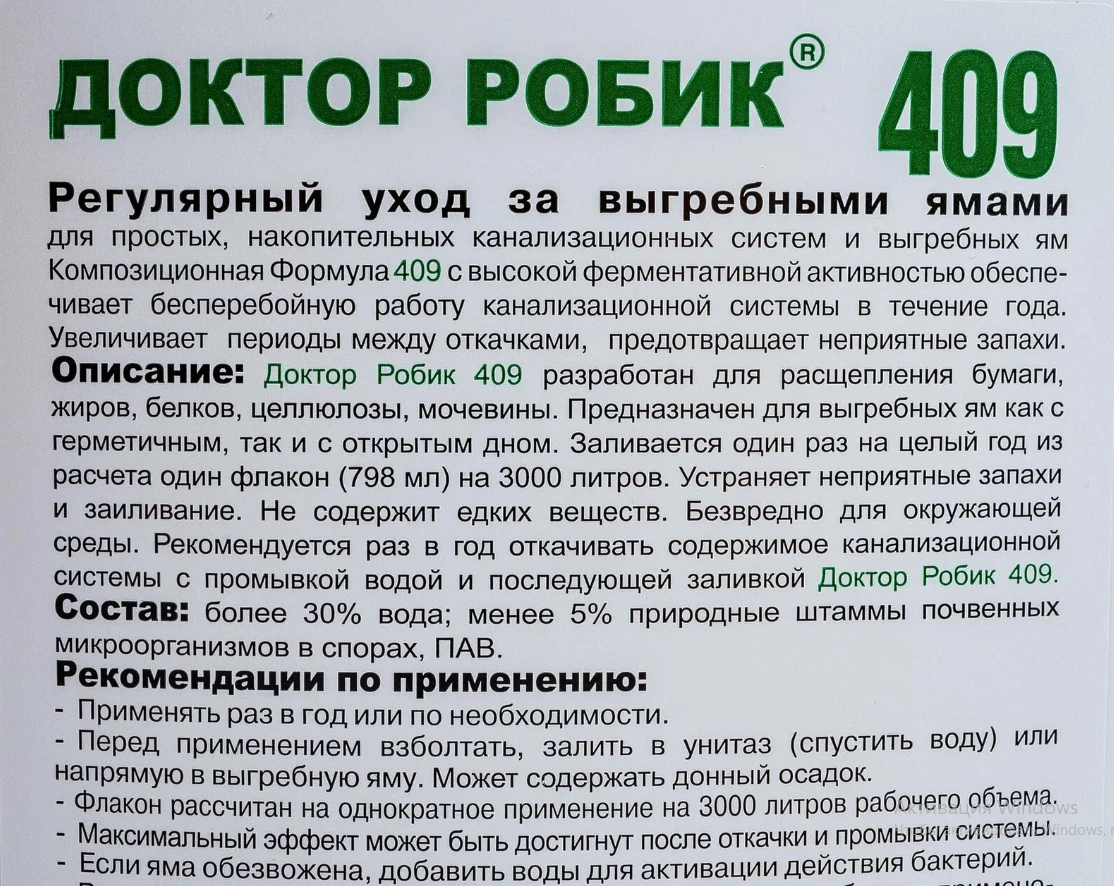 ДОКТОР РОБИК® 409
Регулярный уход за выгребными ямами
для простых, накопительных канализационных систем и выгребных ям
Композиционная Формула 409 с высокой ферментативной активностью обеспе-
чивает бесперебойную работу канализационной системы в течение года.
Увеличивает периоды между откачками, предотвращает неприятные запахи.
Описание: Доктор Робик 409 разработан для расщепления бумаги,
жиров, белков, целлюлозы, мочевины. Предназначен для выгребных ям как с
герметичным, так и с открытым дном. Заливается один раз на целый год из
расчета один флакон (798 мл) на 3000 литров. Устраняет неприятные запахи
и заиливание. Не содержит едких веществ. Безвредно для окружающей
среды. Рекомендуется раз в год откачивать содержимое канализационной
системы с промывкой водой и последующей заливкой Доктор Робик 409.
Состав: более 30% вода; менее 5% природные штаммы почвенных
микроорганизмов в спорах, ПАВ.
Рекомендации по применению:
- Применять раз в год или по необходимости.
- Перед применением взболтать, залить в унитаз (спустить воду) или
напрямую в выгребную яму. Может содержать донный осадок.
- Флакон рассчитан на однократное применение на 3000 литров рабочего объема.
Активация Windows
- Максимальный эффект может быть достигнут после откачки и промывки системы
Windows,
- Если яма обезвожена, добавить воды для активации действия бактерий.